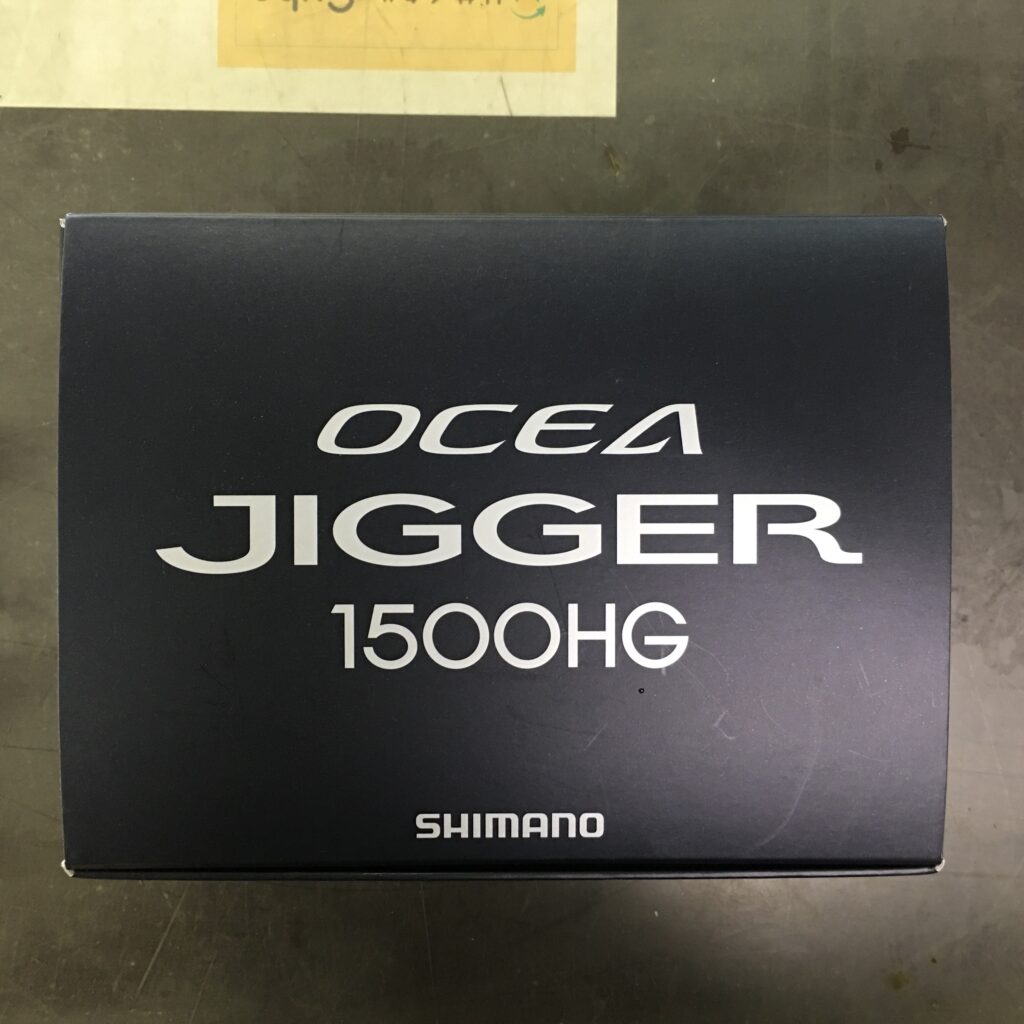 OCEA
JIGGER
1500HG
SHIMANO